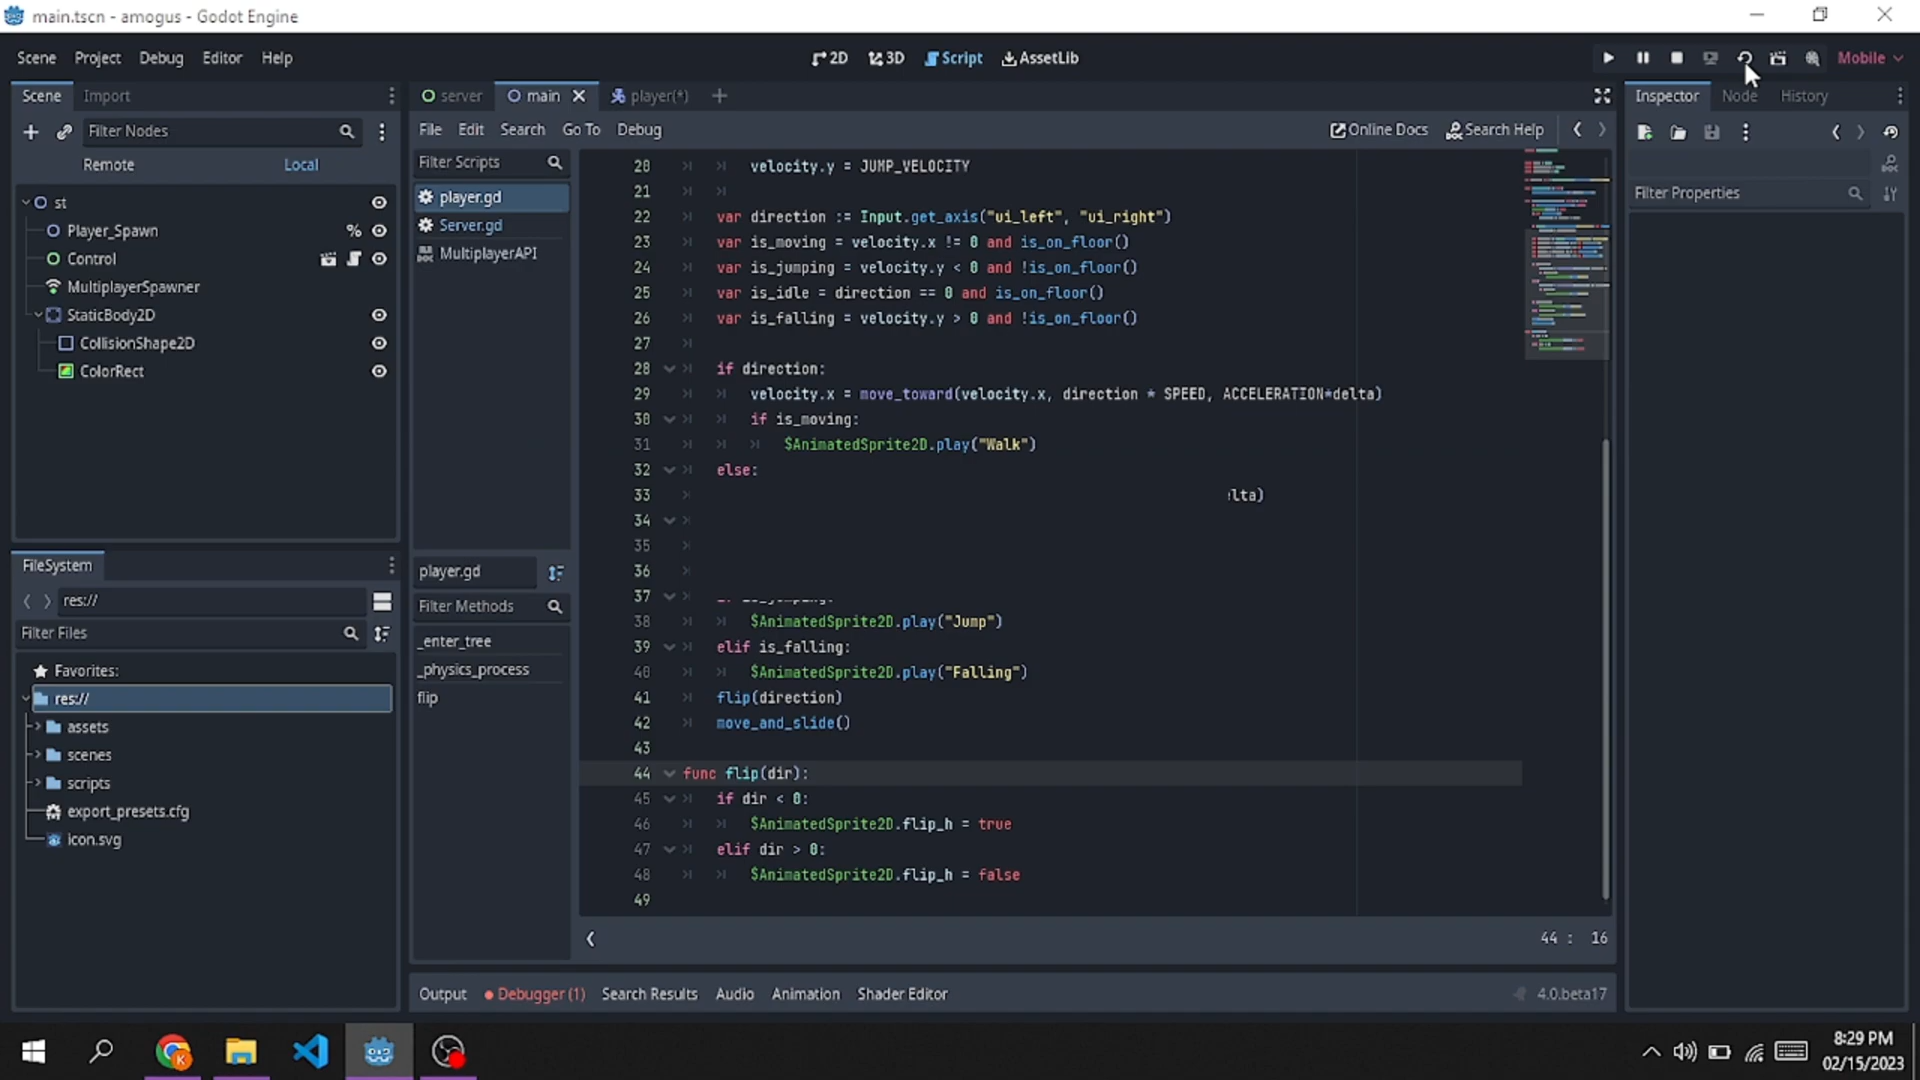 main.tscn - amogus - Godot Engine
Scene Project Debug Editor Help
2D 3D Script AssetLib
Mobile
Scene Import
server main player(*)
Inspector Node History
Filter Nodes
File Edit Search Go To Debug
Online Docs Search Help
Remote Local
Filter Scripts
Filter Properties
st
Player_Spawn
%
Control
MultiplayerSpawner
StaticBody2D
CollisionShape2D
ColorRect
player.gd
Server.gd
MultiplayerAPI
player.gd
Filter Methods
_enter_tree
_physics_process
flip
20 velocity.y = JUMP_VELOCITY
21
22 var direction := Input.get_axis("ui_left", "ui_right")
23 var is_moving = velocity.x != 0 and is_on_floor()
24 var is_jumping = velocity.y < 0 and !is_on_floor()
25 var is_idle = direction == 0 and is_on_floor()
26 var is_falling = velocity.y > 0 and !is_on_floor()
27
28 if direction:
29 velocity.x = move_toward(velocity.x, direction * SPEED, ACCELERATION*delta)
30 if is_moving:
31 $AnimatedSprite2D.play("Walk")
32 else:
33 lta)
34
35
36
37
38 $AnimatedSprite2D.play("Jump")
39 elif is_falling:
40 $AnimatedSprite2D.play("Falling")
41 flip(direction)
42 move_and_slide()
43
44 func flip(dir):
45 if dir < 0:
46 $AnimatedSprite2D.flip_h = true
47 elif dir > 0:
48 $AnimatedSprite2D.flip_h = false
49
44 : 16
FileSystem
res://
Filter Files
Favorites:
res://
assets
scenes
scripts
export_presets.cfg
icon.svg
Output Debugger (1) Search Results Audio Animation Shader Editor
4.0.beta17
8:29 PM
02/15/2023